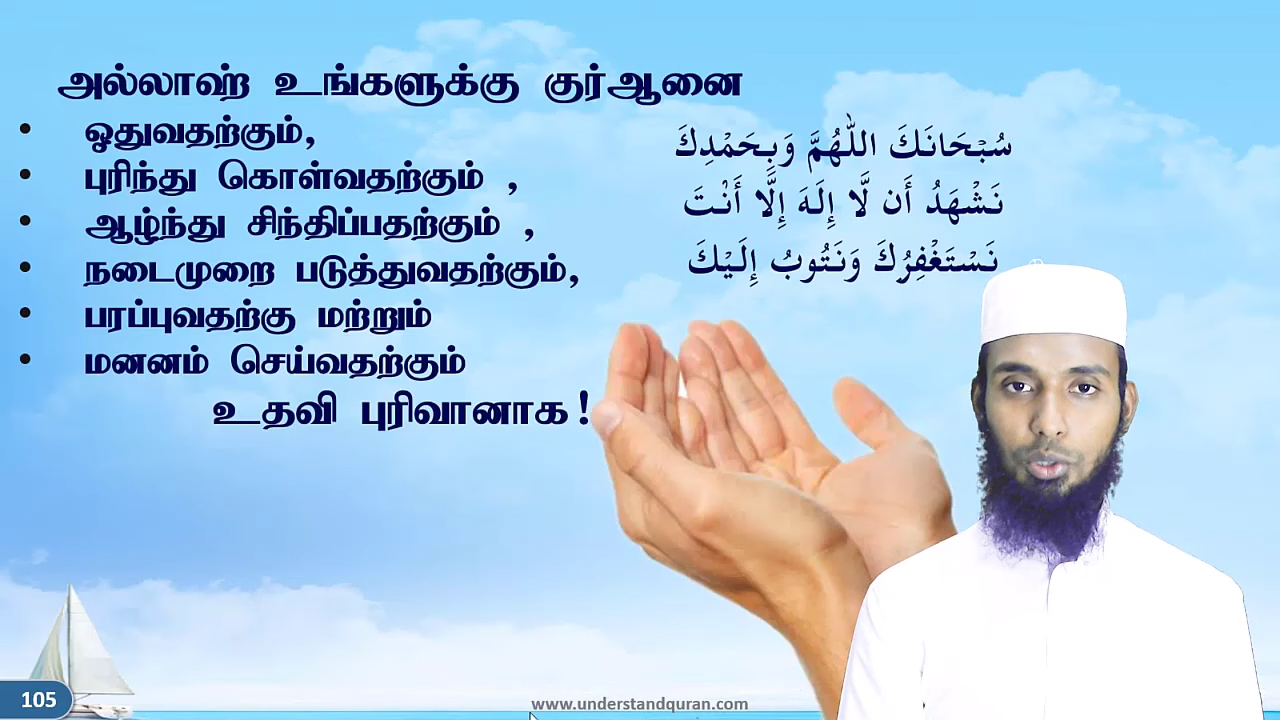 அல்லாஹ் உங்களுக்கு குர்ஆனை
• ஓதுவதற்கும்,
• புரிந்து கொள்வதற்கும் ,
• ஆழ்ந்து சிந்திப்பதற்கும் ,
• நடைமுறை படுத்துவதற்கும்,
• பரப்புவதற்கு மற்றும்
• மனனம் செய்வதற்கும்
உதவி புரிவானாக!
سُبْحَانَكَ اللّٰهُمَّ وَبِحَمْدِكَ
نَشْهَدُ أَن لَّا إِلَهَ إِلَّا أَنْتَ
نَسْتَغْفِرُكَ وَنَتُوبُ إِلَيْكَ
105
www.understandquran.com